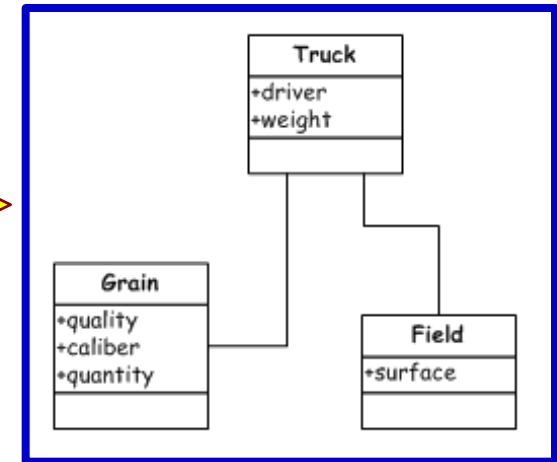 Truck
+driver
+weight
Grain
+quality
+caliber
+quantity
Field
+surface